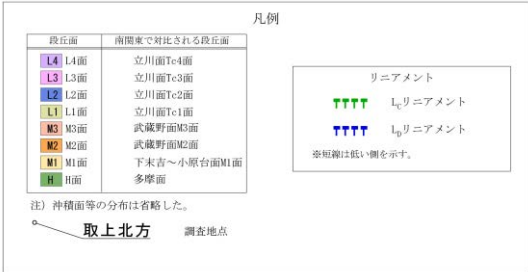 凡例
段丘面 南関東で対比される段丘面
L4 L4面 立川面Tc4面
L3 L3面 立川面Tc3面
L2 L2面 立川面Tc2面
L1 L1面 立川面Tc1面
M3 M3面 武蔵野面M3面
M2 M2面 武蔵野面M2面
M1 M1面 下末吉～小原台面M1面
H H面 多摩面
注）沖積面等の分布は省略した。
取上北方 調査地点
リニアメント
LCリニアメント
LDリニアメント
※短線は低い側を示す。